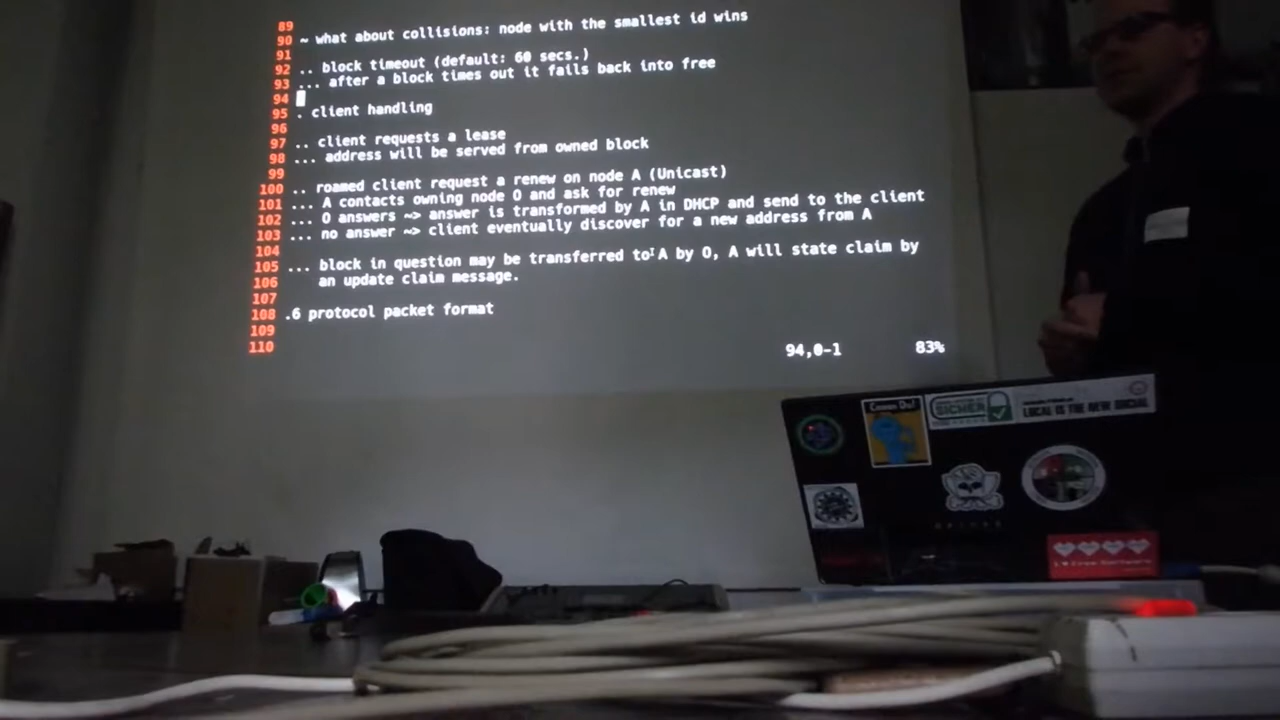 89
90 ~ what about collisions: node with the smallest id wins
91
92 .. block timeout (default: 60 secs.)
93 ... after a block times out it falls back into free
94
95 . client handling
96
97 .. client requests a lease
98 ... address will be served from owned block
99
100 .. roamed client request a renew on node A (Unicast)
101 ... A contacts owning node O and ask for renew
102 ... O answers ~> answer is transformed by A in DHCP and send to the client
103 ... no answer ~> client eventually discover for a new address from A
104
105 ... block in question may be transferred to A by O, A will state claim by
106 an update claim message.
107
108 .6 protocol packet format
109
110
94,0-1 83%
SICHER
LOCAL IS THE NEW SOCIAL
I Free Software